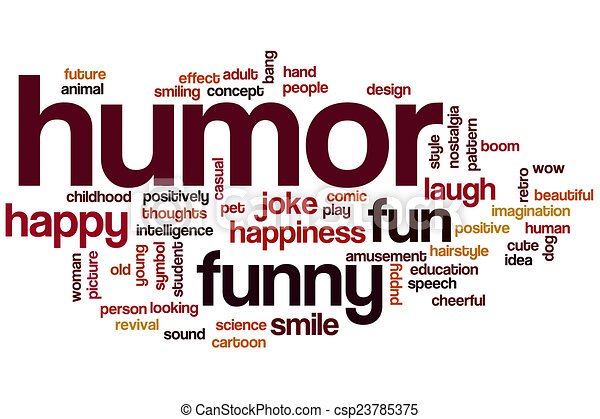 future
animal
effect
adult
bang
hand
people
smiling
concept
design
humor
style
nostalgia
pattern
boom
childhood
positively
casual
thoughts
pet
joke
comic
play
laugh
retro
wow
beautiful
imagination
happy
intelligence
happiness
fun
positive
human
woman
picture
old
young
symbol
student
funny
amusement
hairstyle
cute
idea
dog
puppy
education
speech
cheerful
person
looking
revival
sound
science
smile
cartoon
© CanStockPhoto.com - csp23785375